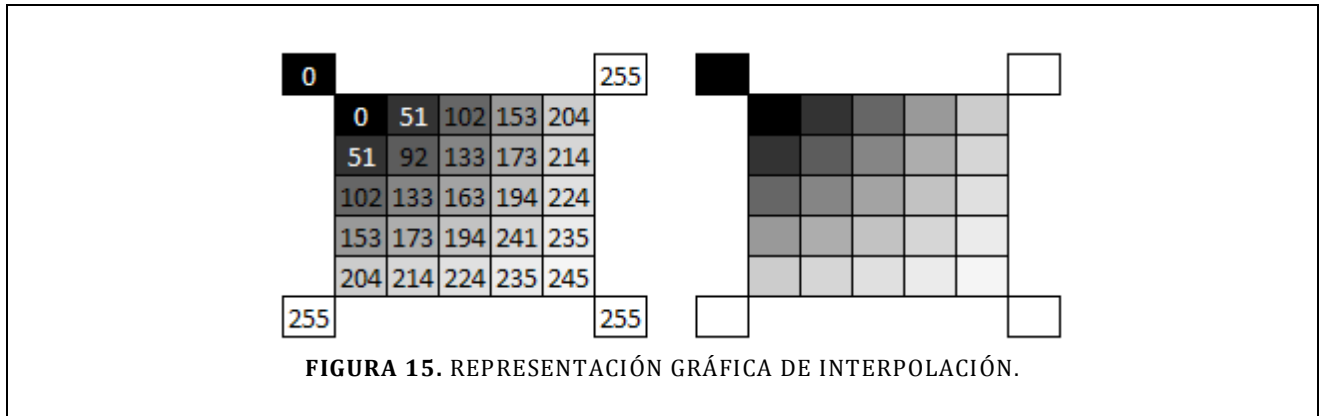 0 255
0 51 102 153 204
51 92 133 173 214
102 133 163 194 224
153 173 194 241 235
204 214 224 235 245
255 255
FIGURA 15. REPRESENTACIÓN GRÁFICA DE INTERPOLACIÓN.